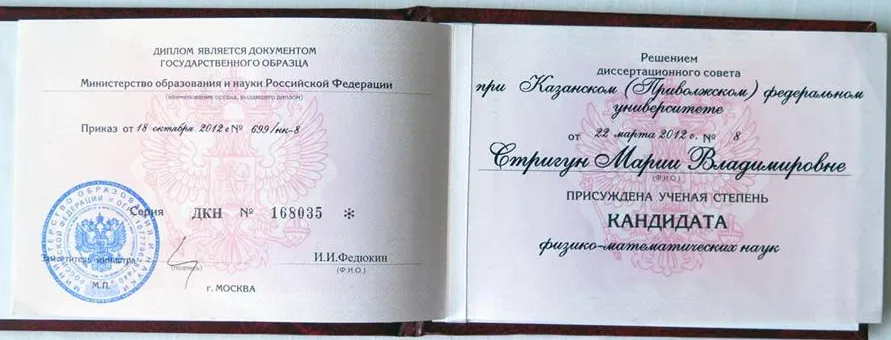 ДИПЛОМ ЯВЛЯЕТСЯ ДОКУМЕНТОМ
ГОСУДАРСТВЕННОГО ОБРАЗЦА
Министерство образования и науки Российской Федерации
(наименование органа, выдавшего диплом)
Приказ от 18 октября 2012 г № 699/нк-8
Серия ДКН № 168035 *
Заместитель министра
И.И.Федюкин
(подпись) (Ф.И.О.)
М.П.
г. МОСКВА
Решением
диссертационного совета
при Казанском (Приволжском) федеральном
университете
от 22 марта 2012 г. № 8
Стригун Марии Владимировне
(Ф.И.О.)
ПРИСУЖДЕНА УЧЕНАЯ СТЕПЕНЬ
КАНДИДАТА
физико-математических наук